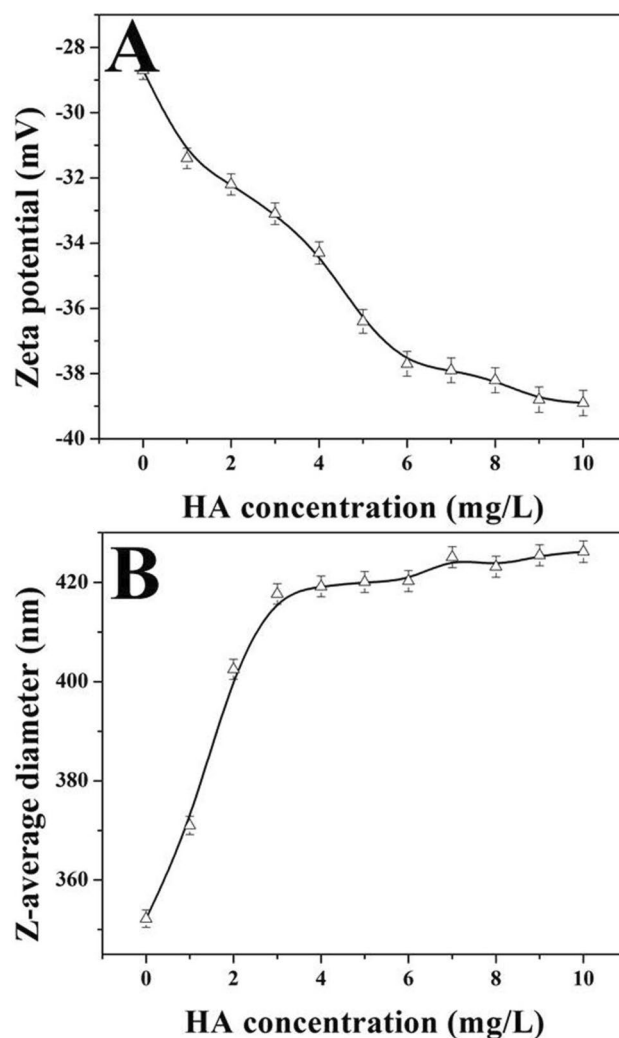 A
Zeta potential (mV)
-28
-30
-32
-34
-36
-38
-40
0 2 4 6 8 10
HA concentration (mg/L)
B
Z-average diameter (nm)
420
400
380
360
0 2 4 6 8 10
HA concentration (mg/L)